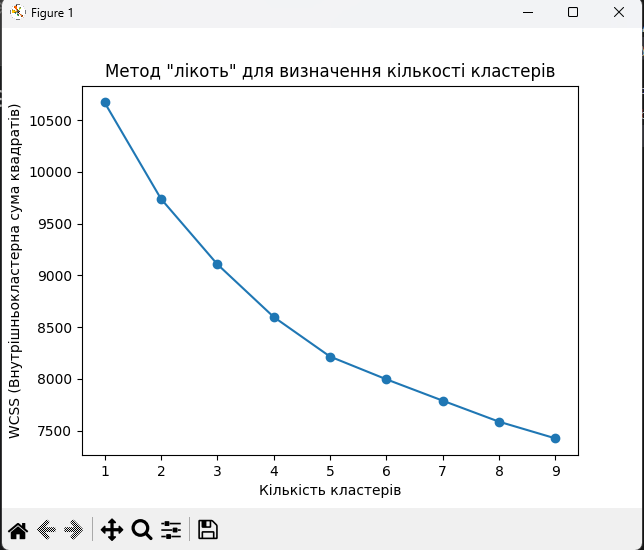 Figure 1
Метод "лікоть" для визначення кількості кластерів
WCSS (Внутрішньокластерна сума квадратів)
10500
10000
9500
9000
8500
8000
7500
1 2 3 4 5 6 7 8 9
Кількість кластерів